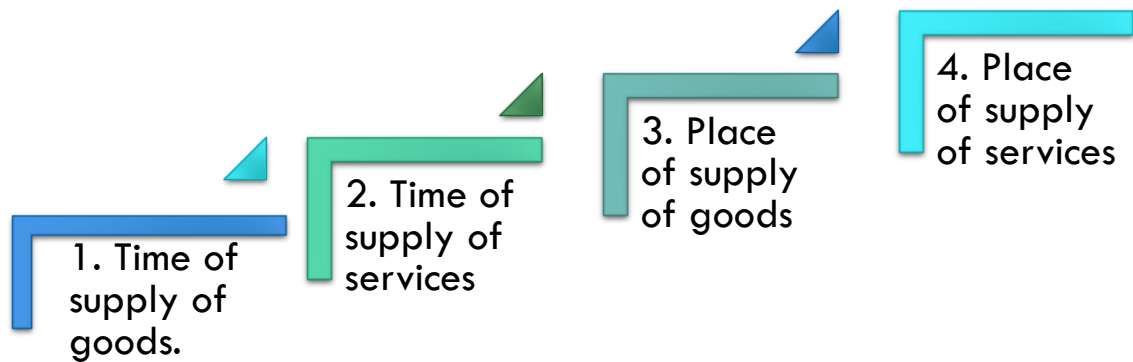 1. Time of
supply of
goods.
2. Time of
supply of
services
3. Place
of supply
of goods
4. Place
of supply
of services